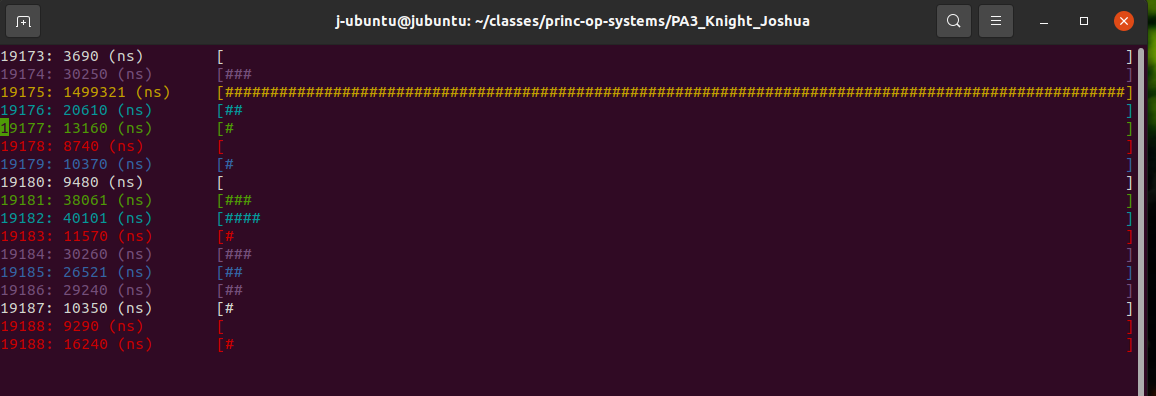 j-ubuntu@jubuntu: ~/classes/princ-op-systems/PA3_Knight_Joshua
19173: 3690 (ns) [ ]
19174: 30250 (ns) [### ]
19175: 1499321 (ns) [####################################################################################################]
19176: 20610 (ns) [## ]
19177: 13160 (ns) [# ]
19178: 8740 (ns) [ ]
19179: 10370 (ns) [# ]
19180: 9480 (ns) [ ]
19181: 38061 (ns) [### ]
19182: 40101 (ns) [#### ]
19183: 11570 (ns) [# ]
19184: 30260 (ns) [### ]
19185: 26521 (ns) [## ]
19186: 29240 (ns) [## ]
19187: 10350 (ns) [# ]
19188: 9290 (ns) [ ]
19188: 16240 (ns) [# ]